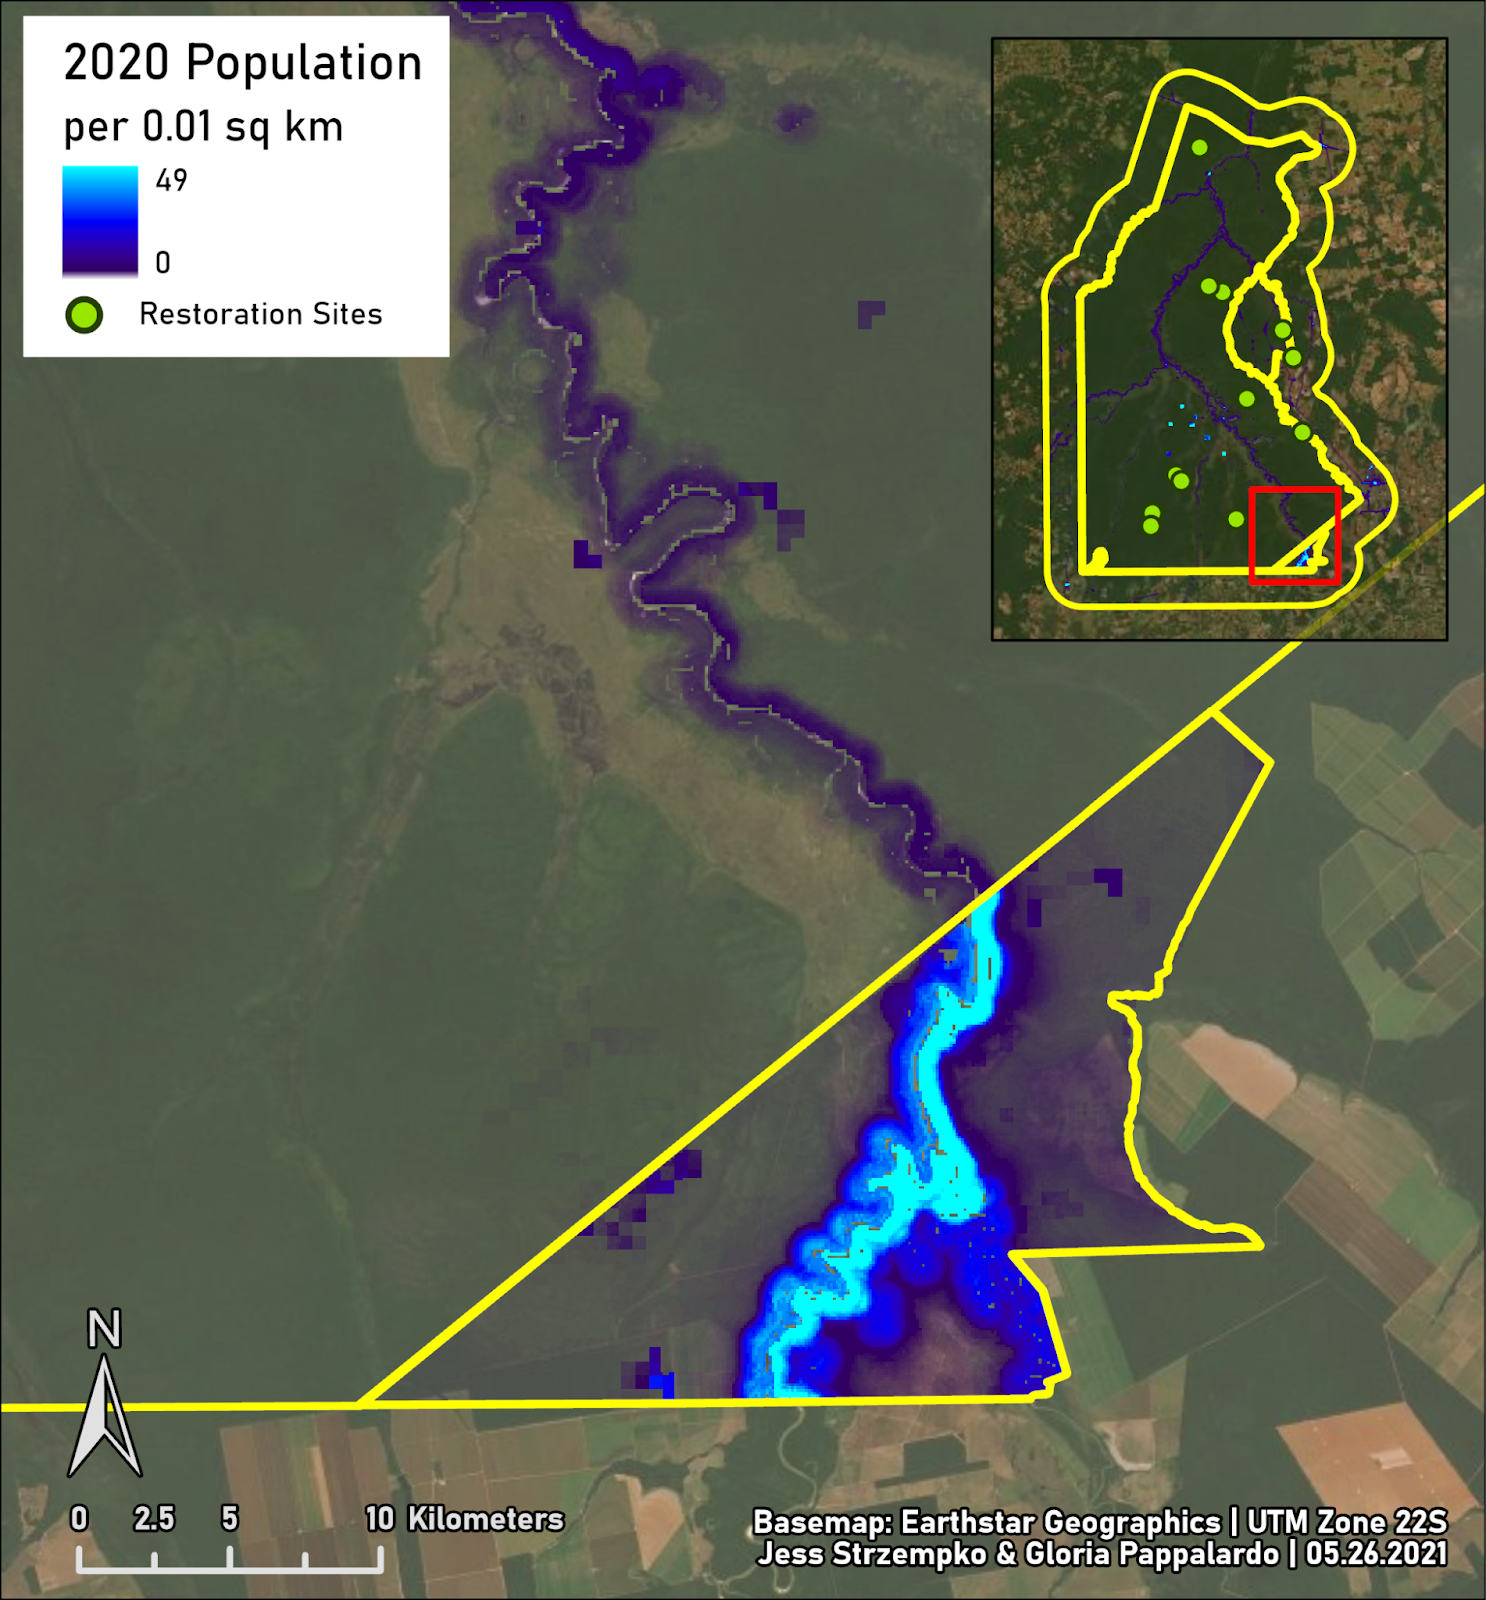 2020 Population
per 0.01 sq km
49
0
Restoration Sites
N
0 2.5 5 10 Kilometers
Basemap: Earthstar Geographics | UTM Zone 22S
Jess Strzempko & Gloria Pappalardo | 05.26.2021